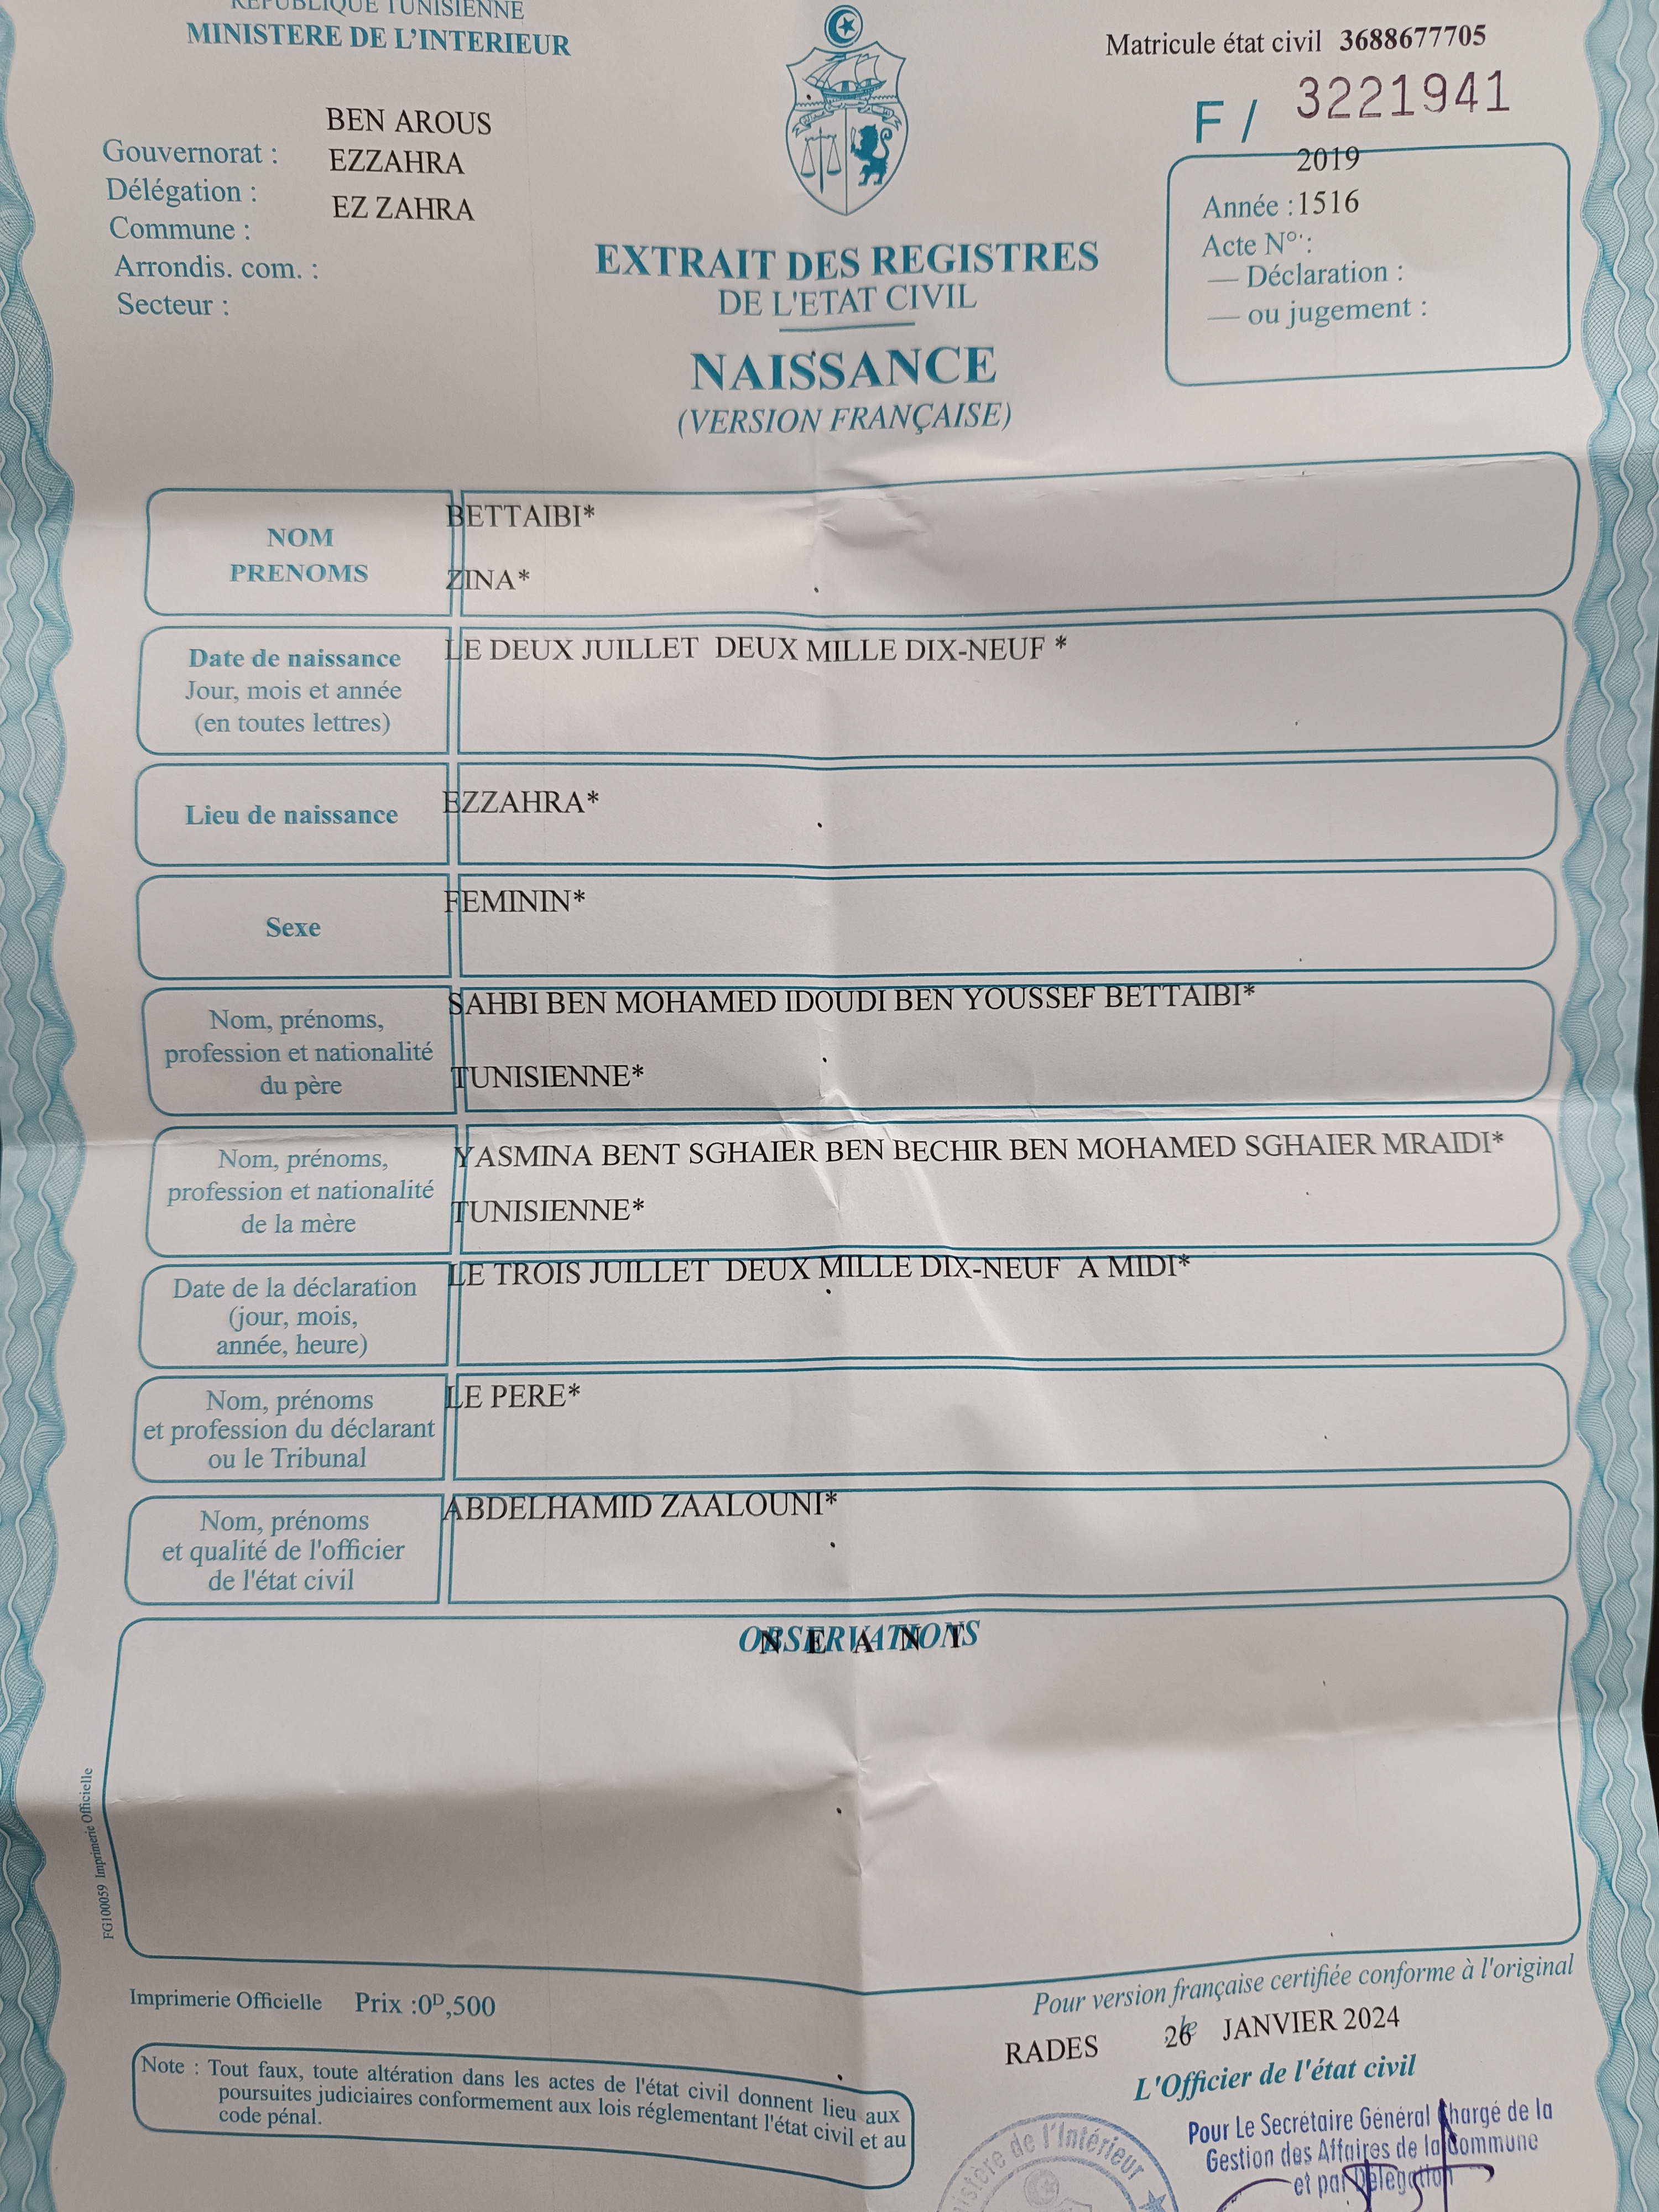 REPUBLIQUE TUNISIENNE
MINISTERE DE L'INTERIEUR
Matricule état civil 3688677705
F / 3221941
BEN AROUS
Gouvernorat :
EZZAHRA
Délégation :
EZ ZAHRA
Commune :
Arrondis. com. :
Secteur :
2019
Année : 1516
Acte N°. :
— Déclaration :
— ou jugement :
EXTRAIT DES REGISTRES
DE L'ETAT CIVIL
NAISSANCE
(VERSION FRANÇAISE)
NOM
PRENOMS
BETTAIBI*
ZINA*
Date de naissance
Jour, mois et année
(en toutes lettres)
LE DEUX JUILLET DEUX MILLE DIX-NEUF *
Lieu de naissance
EZZAHRA*
Sexe
FEMININ*
Nom, prénoms,
profession et nationalité
du père
SAHBI BEN MOHAMED IDOUDI BEN YOUSSEF BETTAIBI*
TUNISIENNE*
Nom, prénoms,
profession et nationalité
de la mère
YASMINA BENT SGHAIER BEN BECHIR BEN MOHAMED SGHAIER MRAIDI*
TUNISIENNE*
Date de la déclaration
(jour, mois,
année, heure)
LE TROIS JUILLET DEUX MILLE DIX-NEUF A MIDI*
Nom, prénoms
et profession du déclarant
ou le Tribunal
LE PERE*
Nom, prénoms
et qualité de l'officier
de l'état civil
ABDELHAMID ZAALOUNI*
OBSERVATIONS
N E A N T
FG100059 Imprimerie Officielle
Imprimerie Officielle Prix :0D,500
Note : Tout faux, toute altération dans les actes de l'état civil donnent lieu aux
poursuites judiciaires conformement aux lois réglementant l'état civil et au
code pénal.
Pour version française certifiée conforme à l'original
RADES le 26 JANVIER 2024
L'Officier de l'état civil
Pour Le Secrétaire Général Chargé de la
Gestion des Affaires de la Commune
et par Délégation
Ministère de l'Intérieur